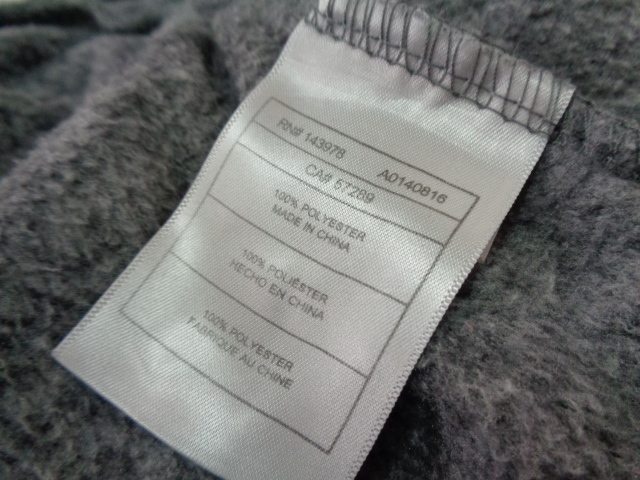 RN# 143978 A0140816
CA# 57289
100% POLYESTER
MADE IN CHINA
100% POLIÉSTER
HECHO EN CHINA
100% POLYESTER
FABRIQUE AU CHINE